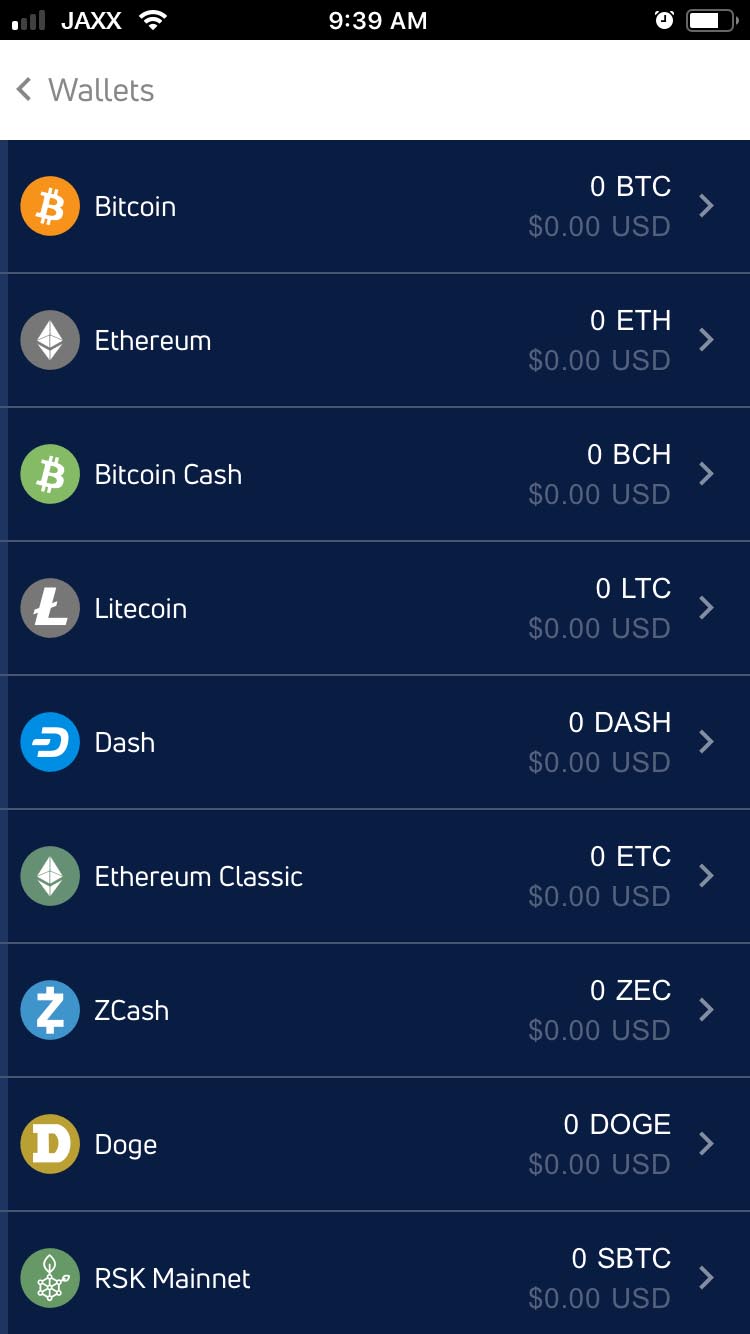 JAXX 9:39 AM
Wallets
Bitcoin 0 BTC
$0.00 USD
Ethereum 0 ETH
$0.00 USD
Bitcoin Cash 0 BCH
$0.00 USD
Litecoin 0 LTC
$0.00 USD
Dash 0 DASH
$0.00 USD
Ethereum Classic 0 ETC
$0.00 USD
ZCash 0 ZEC
$0.00 USD
Doge 0 DOGE
$0.00 USD
RSK Mainnet 0 SBTC
$0.00 USD